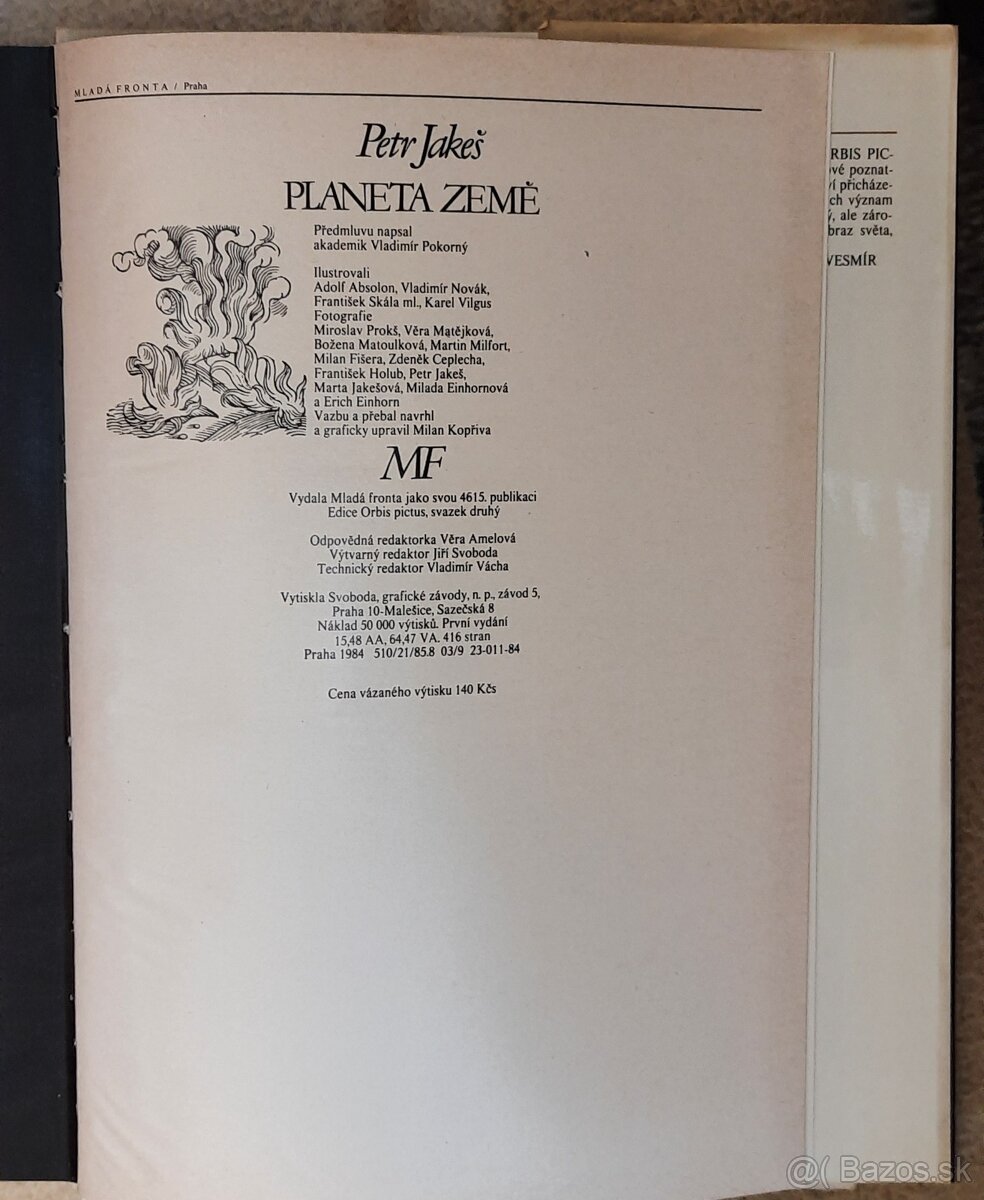 MLADÁ FRONTA / Praha
Petr Jakeš
PLANETA ZEMĚ
Předmluvu napsal
akademik Vladimír Pokorný
Ilustrovali
Adolf Absolon, Vladimír Novák,
František Skála ml., Karel Vilgus
Fotografie
Miroslav Prokš, Věra Matějková,
Božena Matoulková, Martin Milfort,
Milan Fišera, Zdeněk Ceplecha,
František Holub, Petr Jakeš,
Marta Jakešová, Milada Einhornová
a Erich Einhorn
Vazbu a přebal navrhl
a graficky upravil Milan Kopřiva
MF
Vydala Mladá fronta jako svou 4615. publikaci
Edice Orbis pictus, svazek druhý
Odpovědná redaktorka Věra Amelová
Výtvarný redaktor Jiří Svoboda
Technický redaktor Vladimír Vácha
Vytiskla Svoboda, grafické závody, n. p., závod 5,
Praha 10-Malešice, Sazečská 8
Náklad 50 000 výtisků. První vydání
15,48 AA, 64,47 VA. 416 stran
Praha 1984 510/21/85.8 03/9 23-011-84
Cena vázaného výtisku 140 Kčs
RBIS PIC-
ové poznat-
ví přicháze-
ch význam
ý, ale záro-
braz světa,
VESMÍR
@( Bazos.sk